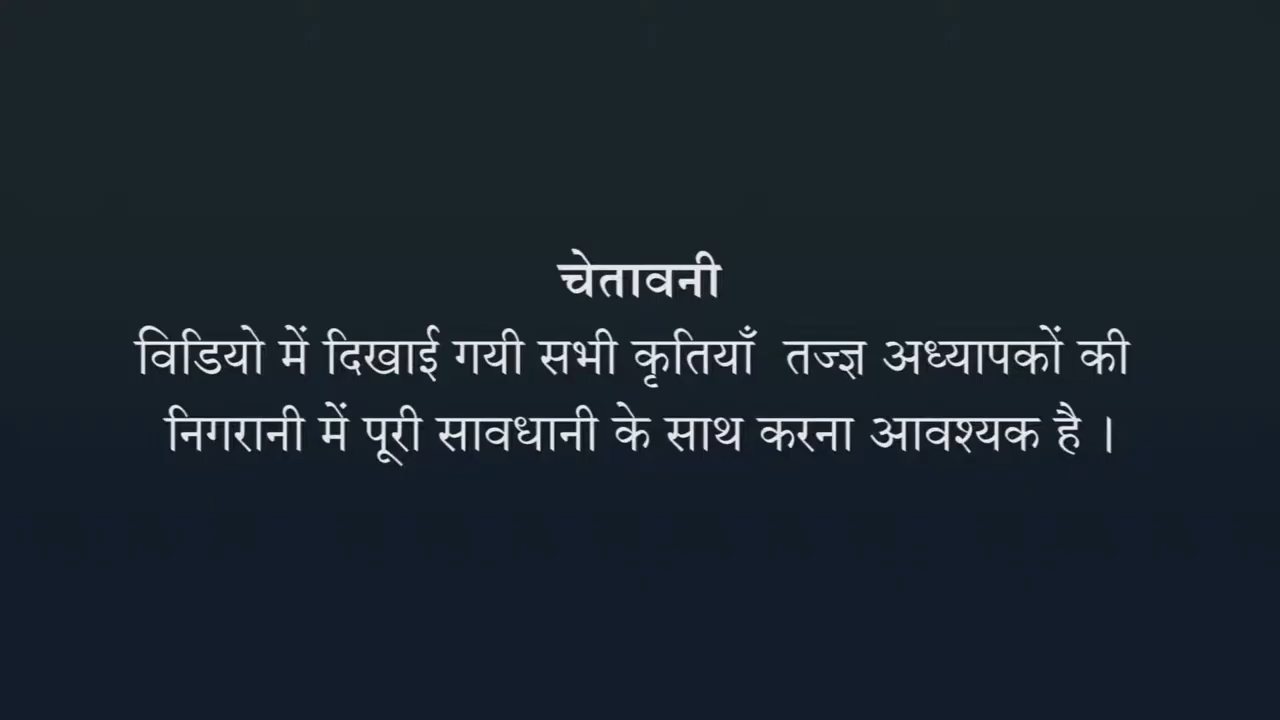 चेतावनी
विडियो में दिखाई गयी सभी कृतियाँ तज्ज्ञ अध्यापकों की
निगरानी में पूरी सावधानी के साथ करना आवश्यक है ।